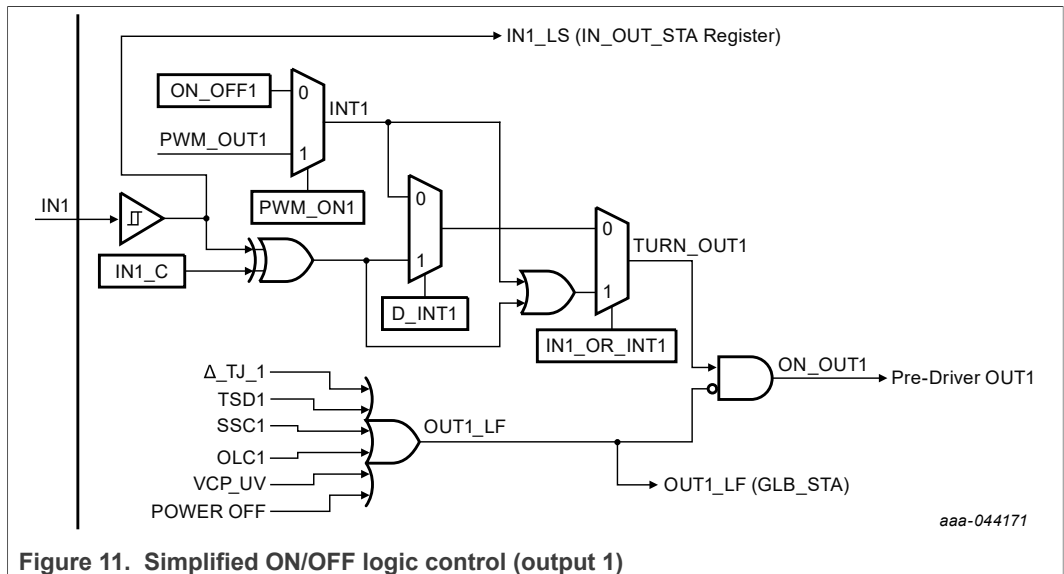 IN1_LS (IN_OUT_STA Register)
ON_OFF1
0
INT1
PWM_OUT1
1
PWM_ON1
0
IN1
0
TURN_OUT1
IN1_C
1
1
D_INT1
IN1_OR_INT1
Δ_TJ_1
ON_OUT1
Pre-Driver OUT1
TSD1
SSC1
OUT1_LF
OLC1
VCP_UV
OUT1_LF (GLB_STA)
POWER OFF
aaa-044171
Figure 11. Simplified ON/OFF logic control (output 1)